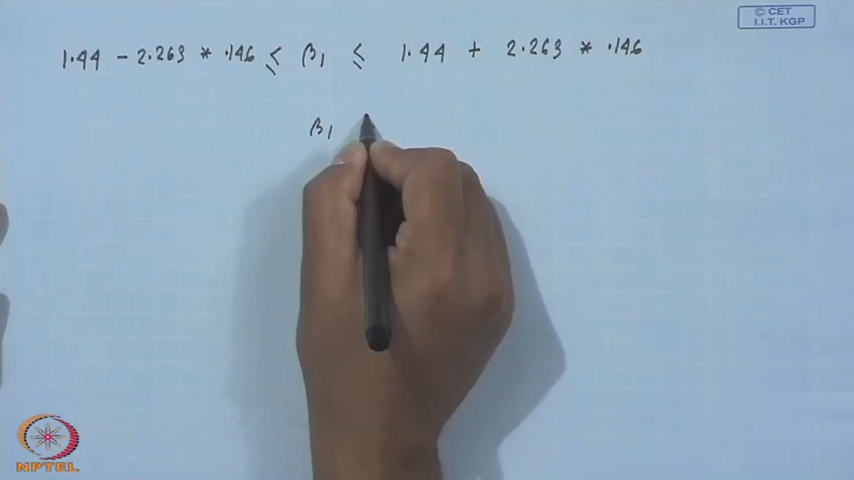 © CET
I.I.T. KGP
1.44 - 2.263 * .146 ≤ β1 ≤ 1.44 + 2.263 * .146
β1
NPTEL